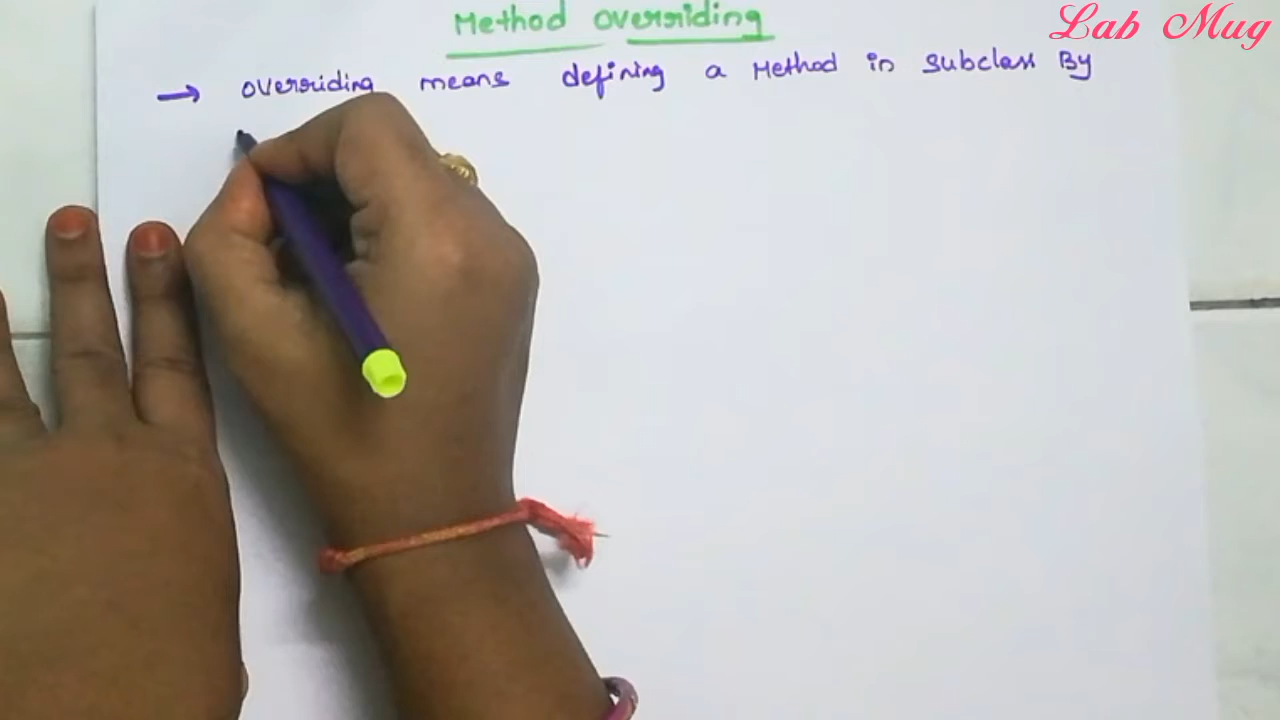 Method overriding
Lab Mug
→ overriding means defining a Method in subclass By